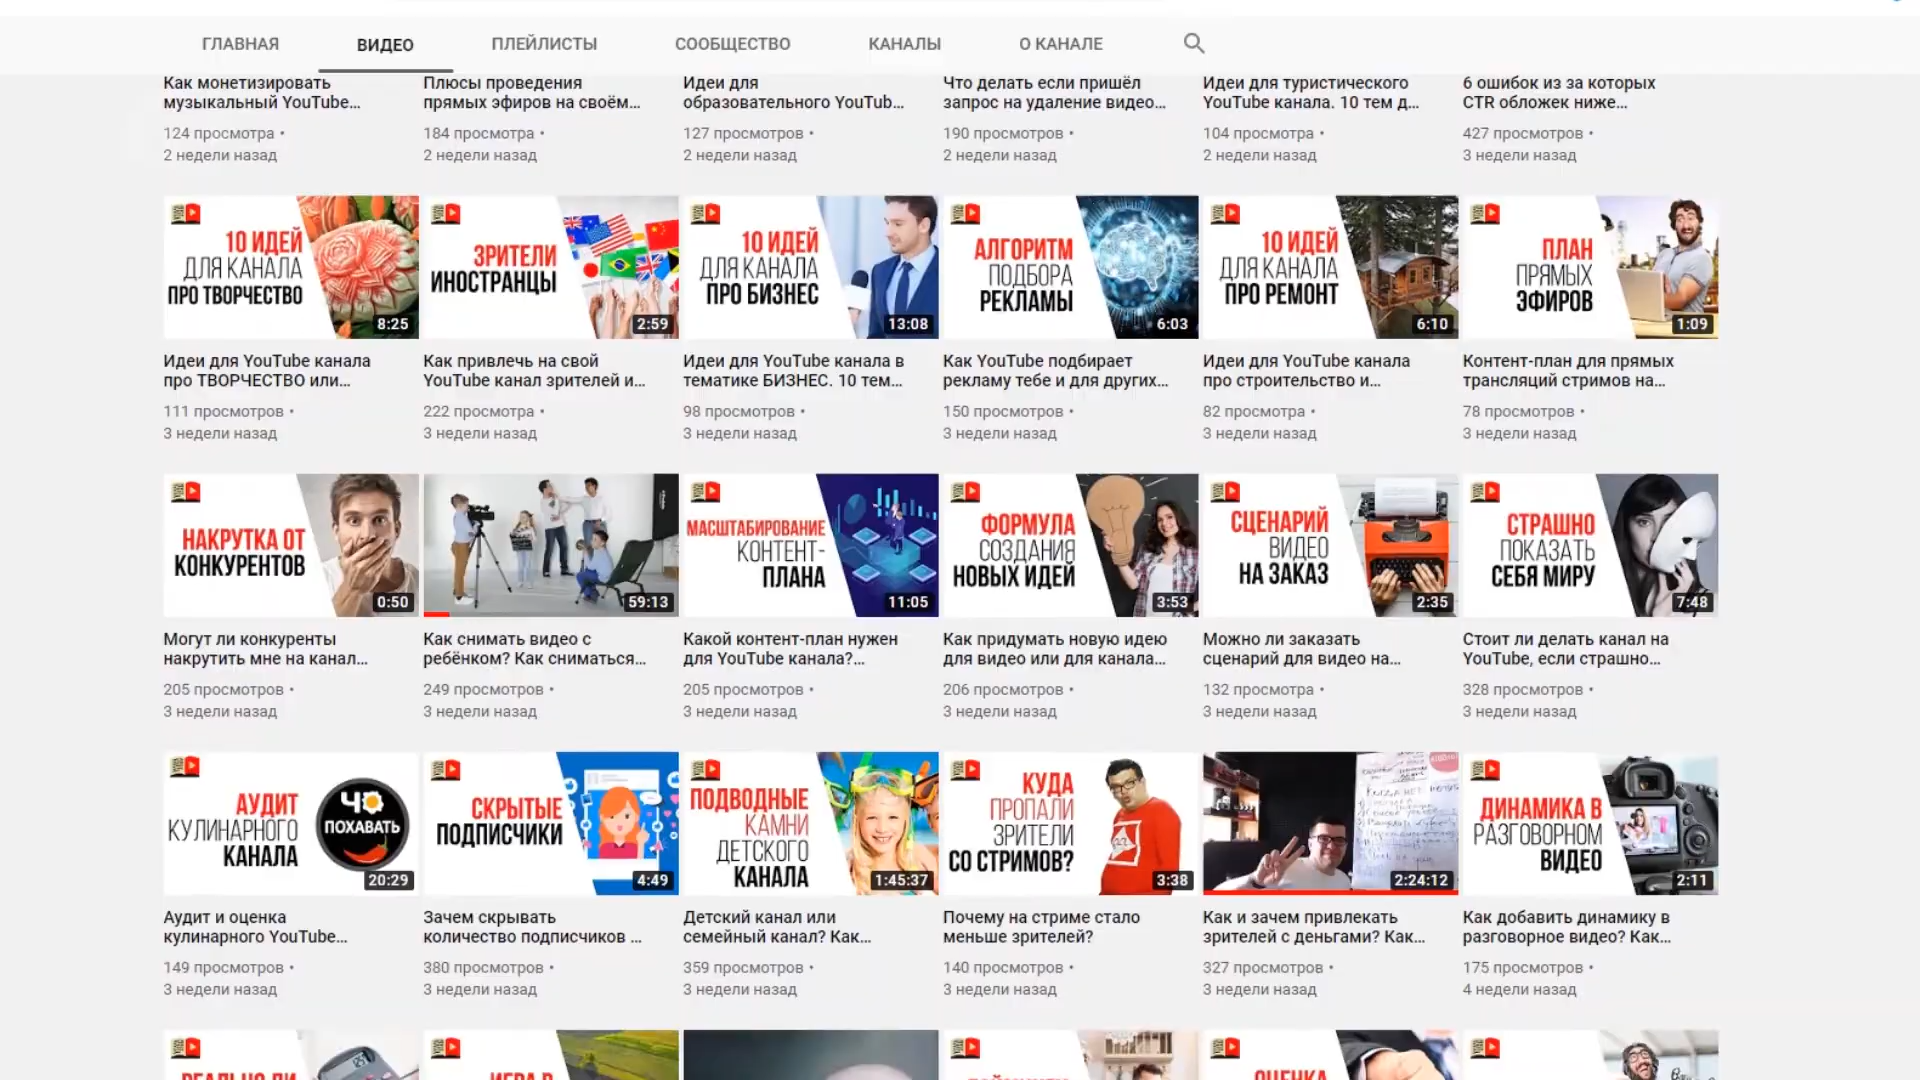 ГЛАВНАЯ ВИДЕО ПЛЕЙЛИСТЫ СООБЩЕСТВО КАНАЛЫ О КАНАЛЕ
Как монетизировать
музыкальный YouTube...
124 просмотра •
2 недели назад
Плюсы проведения
прямых эфиров на своём...
184 просмотра •
2 недели назад
Идеи для
образовательного YouTub...
127 просмотров •
2 недели назад
Что делать если пришёл
запрос на удаление видео...
190 просмотров •
2 недели назад
Идеи для туристического
YouTube канала. 10 тем д...
104 просмотра •
2 недели назад
6 ошибок из за которых
CTR обложек ниже...
427 просмотров •
3 недели назад
10 ИДЕЙ
ДЛЯ КАНАЛА
ПРО ТВОРЧЕСТВО
8:25
Идеи для YouTube канала
про ТВОРЧЕСТВО или...
111 просмотров •
3 недели назад
ЗРИТЕЛИ
ИНОСТРАНЦЫ
2:59
Как привлечь на свой
YouTube канал зрителей и...
222 просмотра •
3 недели назад
10 ИДЕЙ
ДЛЯ КАНАЛА
ПРО БИЗНЕС
13:08
Идеи для YouTube канала в
тематике БИЗНЕС. 10 тем...
98 просмотров •
3 недели назад
АЛГОРИТМ
ПОДБОРА
РЕКЛАМЫ
6:03
Как YouTube подбирает
рекламу тебе и для других...
150 просмотров •
3 недели назад
10 ИДЕЙ
ДЛЯ КАНАЛА
ПРО РЕМОНТ
6:10
Идеи для YouTube канала
про строительство и...
82 просмотра •
3 недели назад
ПЛАН
ПРЯМЫХ
ЭФИРОВ
1:09
Контент-план для прямых
трансляций стримов на...
78 просмотров •
3 недели назад
НАКРУТКА ОТ
КОНКУРЕНТОВ
0:50
Могут ли конкуренты
накрутить мне на канал...
205 просмотров •
3 недели назад
59:13
Как снимать видео с
ребёнком? Как сниматься...
249 просмотров •
3 недели назад
МАСШТАБИРОВАНИЕ
КОНТЕНТ-
ПЛАНА
11:05
Какой контент-план нужен
для YouTube канала?...
205 просмотров •
3 недели назад
ФОРМУЛА
СОЗДАНИЯ
НОВЫХ ИДЕЙ
3:53
Как придумать новую идею
для видео или для канала...
206 просмотров •
3 недели назад
СЦЕНАРИЙ
ВИДЕО
НА ЗАКАЗ
2:35
Можно ли заказать
сценарий для видео на...
132 просмотра •
3 недели назад
СТРАШНО
ПОКАЗАТЬ
СЕБЯ МИРУ
7:48
Стоит ли делать канал на
YouTube, если страшно...
328 просмотров •
3 недели назад
АУДИТ
КУЛИНАРНОГО
КАНАЛА
ЧО
ПОХАВАТЬ
20:29
Аудит и оценка
кулинарного YouTube...
149 просмотров •
3 недели назад
СКРЫТЫЕ
ПОДПИСЧИКИ
4:49
Зачем скрывать
количество подписчиков ...
380 просмотров •
3 недели назад
ПОДВОДНЫЕ
КАМНИ
ДЕТСКОГО
КАНАЛА
1:45:37
Детский канал или
семейный канал? Как...
359 просмотров •
3 недели назад
КУДА
ПРОПАЛИ
ЗРИТЕЛИ
СО СТРИМОВ?
3:38
Почему на стриме стало
меньше зрителей?
140 просмотров •
3 недели назад
2:24:12
Как и зачем привлекать
зрителей с деньгами? Как...
327 просмотров •
3 недели назад
ДИНАМИКА В
РАЗГОВОРНОМ
ВИДЕО
2:11
Как добавить динамику в
разговорное видео? Как...
175 просмотров •
4 недели назад
РЕАЛЬНО ЛИ
ИГРА В
ОЦЕНКА